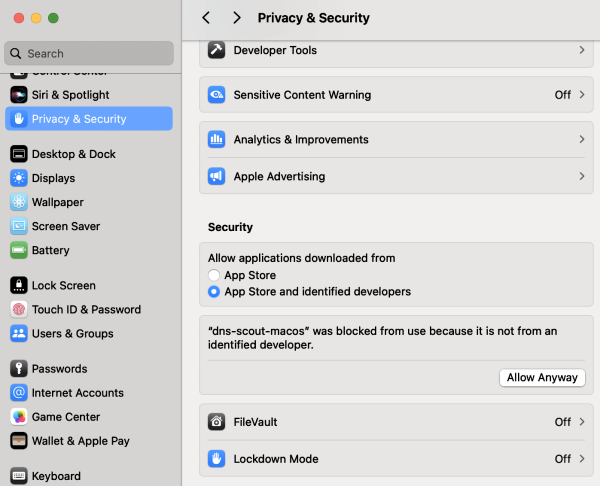 Privacy & Security
Search
Control Center
Siri & Spotlight
Privacy & Security
Desktop & Dock
Displays
Wallpaper
Screen Saver
Battery
Lock Screen
Touch ID & Password
Users & Groups
Passwords
Internet Accounts
Game Center
Wallet & Apple Pay
Keyboard
Developer Tools
Sensitive Content Warning Off
Analytics & Improvements
Apple Advertising
Security
Allow applications downloaded from
App Store
App Store and identified developers
“dns-scout-macos” was blocked from use because it is not from an
identified developer.
Allow Anyway
FileVault Off
Lockdown Mode Off